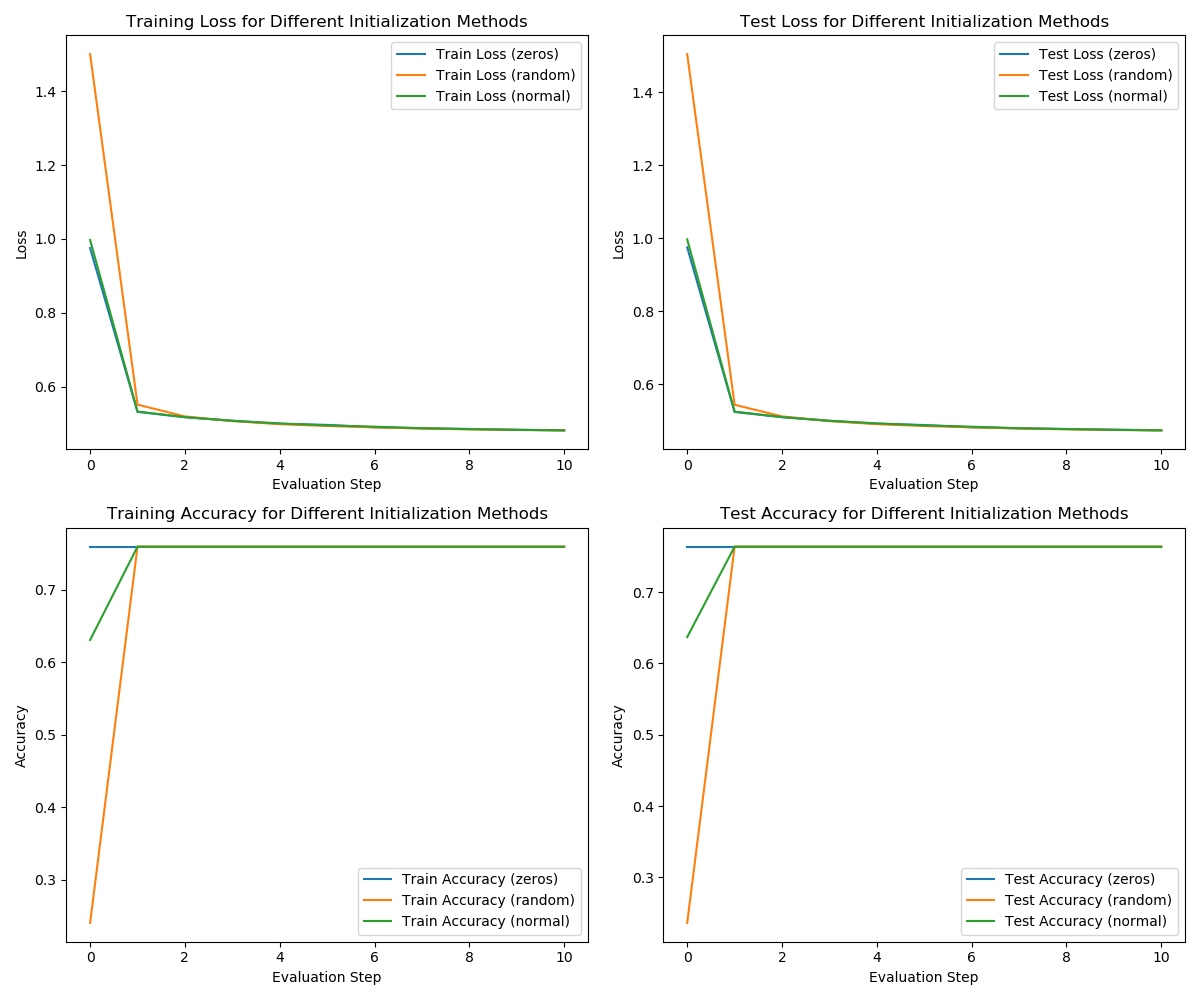 Training Loss for Different Initialization Methods
Loss
1.4
1.2
1.0
0.8
0.6
Train Loss (zeros)
Train Loss (random)
Train Loss (normal)
0 2 4 6 8 10
Evaluation Step
Test Loss for Different Initialization Methods
Loss
1.4
1.2
1.0
0.8
0.6
Test Loss (zeros)
Test Loss (random)
Test Loss (normal)
0 2 4 6 8 10
Evaluation Step
Training Accuracy for Different Initialization Methods
Accuracy
0.7
0.6
0.5
0.4
0.3
Train Accuracy (zeros)
Train Accuracy (random)
Train Accuracy (normal)
0 2 4 6 8 10
Evaluation Step
Test Accuracy for Different Initialization Methods
Accuracy
0.7
0.6
0.5
0.4
0.3
Test Accuracy (zeros)
Test Accuracy (random)
Test Accuracy (normal)
0 2 4 6 8 10
Evaluation Step